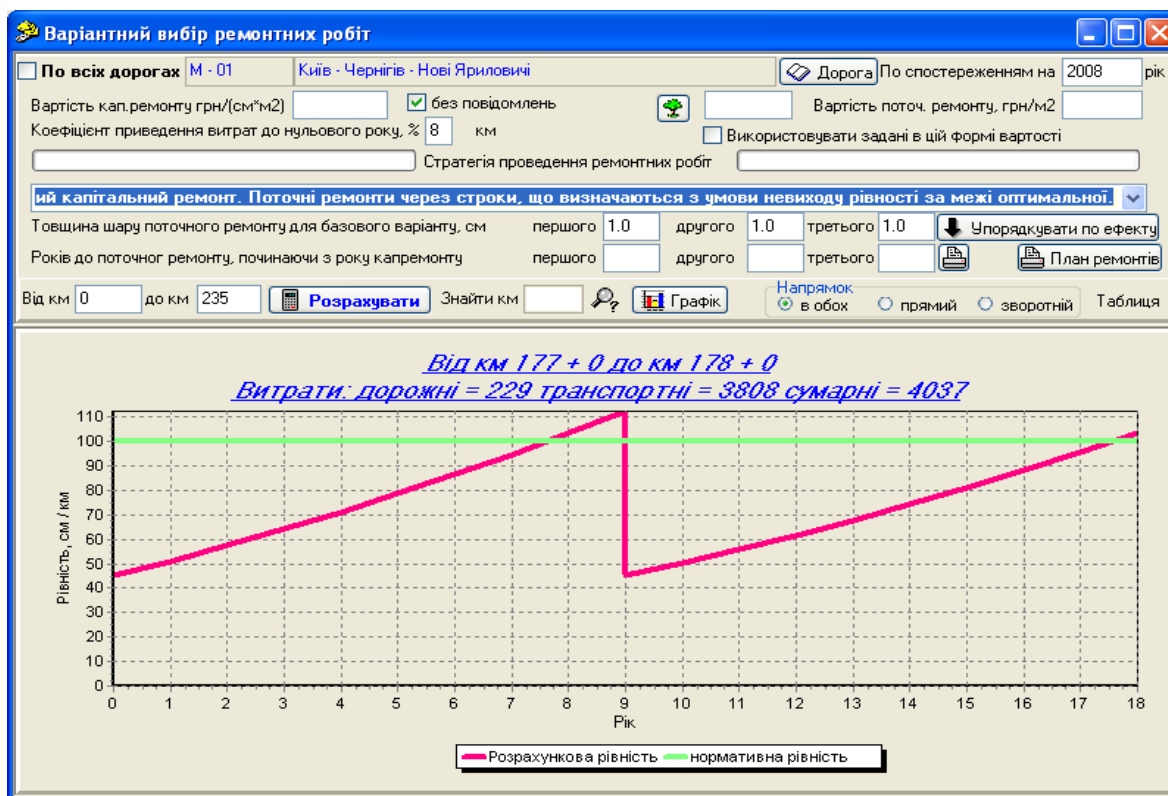 Варіантний вибір ремонтних робіт
По всіх дорогах М - 01 Київ - Чернігів - Нові Яриловичі Дорога По спостереженням на 2008 рік
Вартість кап.ремонту грн/(см*м2) без повідомлень Вартість поточ. ремонту, грн/м2
Коефіцієнт приведення витрат до нульового року, % 8 км Використовувати задані в цій формі вартості
Стратегія проведення ремонтних робіт
ий капітальний ремонт. Поточні ремонти через строки, що визначаються з умови невиходу рівності за межі оптимальної.
Товщина шару поточного ремонту для базового варіанту, см першого 1.0 другого 1.0 третього 1.0 Упорядкувати по ефекту
Років до поточног ремонту, починаючи з року капремонту першого другого третього План ремонтів
Від км 0 до км 235 Розрахувати Знайти км Графік Напрямок в обох прямий зворотній Таблиця
Від км 177 + 0 до км 178 + 0
Витрати: дорожні = 229 транспортні = 3808 сумарні = 4037
110
100
90
80
70
60
50
40
30
20
10
0
Рівність, см / км
0 1 2 3 4 5 6 7 8 9 10 11 12 13 14 15 16 17 18
Рік
Розрахункова рівність нормативна рівність